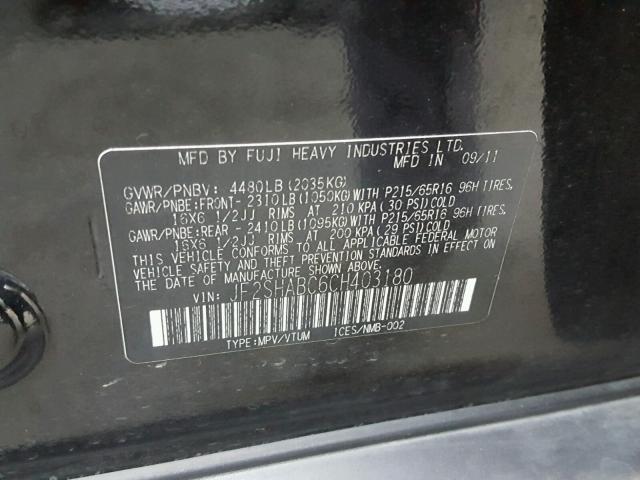 MFD BY FUJI HEAVY INDUSTRIES LTD.
MFD IN 09/11
GVWR/PNBV: 4480LB(2035KG)
GAWR/PNBE:FRONT- 2310LB(1050KG)WITH P215/65R16 96H TIRES,
16X6 1/2JJ RIMS AT 210 KPA(30 PSI)COLD
GAWR/PNBE:REAR - 2410LB(1095KG)WITH P215/65R16 96H TIRES,
16X6 1/2JJ RIMS AT 200 KPA(29 PSI)COLD
THIS VEHICLE CONFORMS TO ALL APPLICABLE FEDERAL MOTOR
VEHICLE SAFETY AND THEFT PREVENTION STANDARDS IN EFFECT ON
THE DATE OF MANUFACTURE SHOWN ABOVE.
VIN: JF2SHABC6CH403180
TYPE:MPV/VTUM ICES/NMB-002